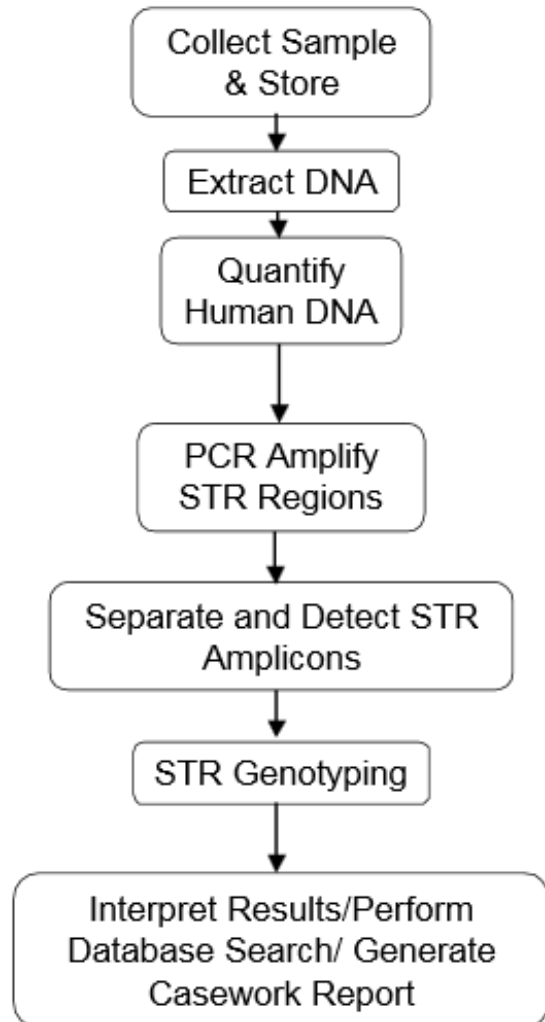 Collect Sample
& Store
Extract DNA
Quantify
Human DNA
PCR Amplify
STR Regions
Separate and Detect STR
Amplicons
STR Genotyping
Interpret Results/Perform
Database Search/ Generate
Casework Report